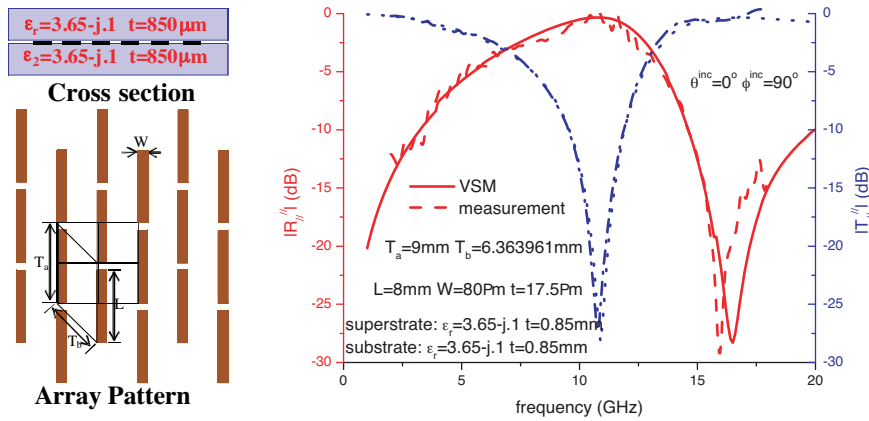 εr=3.65-j.1 t=850μm
ε2=3.65-j.1 t=850μm
Cross section
W
Ta
L
Tb
Array Pattern
0
-5
-10
-15
-20
-25
-30
|R//^//| (dB)
θ^inc=0^o ϕ^inc=90^o
VSM
measurement
Ta=9mm Tb=6.363961mm
L=8mm W=80Pm t=17.5Pm
superstrate: εr=3.65-j.1 t=0.85mm
substrate: εr=3.65-j.1 t=0.85mm
0
5
10
15
20
frequency (GHz)
0
-5
-10
-15
-20
-25
-30
|T//^//| (dB)